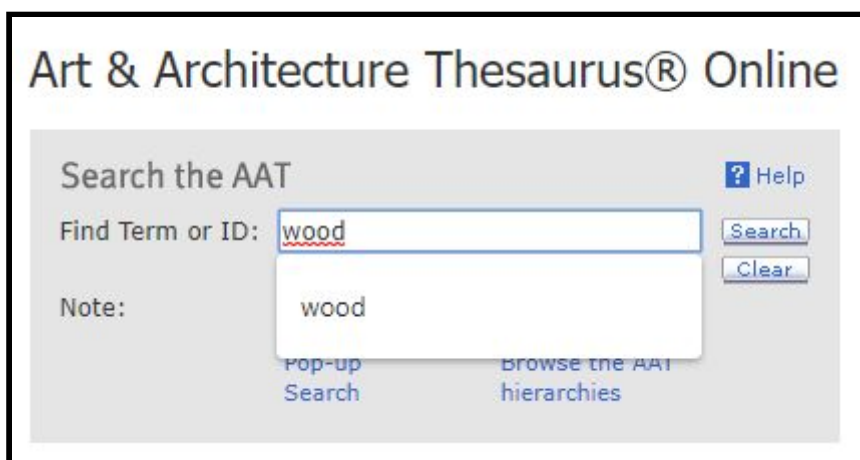 Art & Architecture Thesaurus® Online
Search the AAT
? Help
Find Term or ID: wood Search
Clear
Note: wood
Pop-up Browse the AAT
Search hierarchies